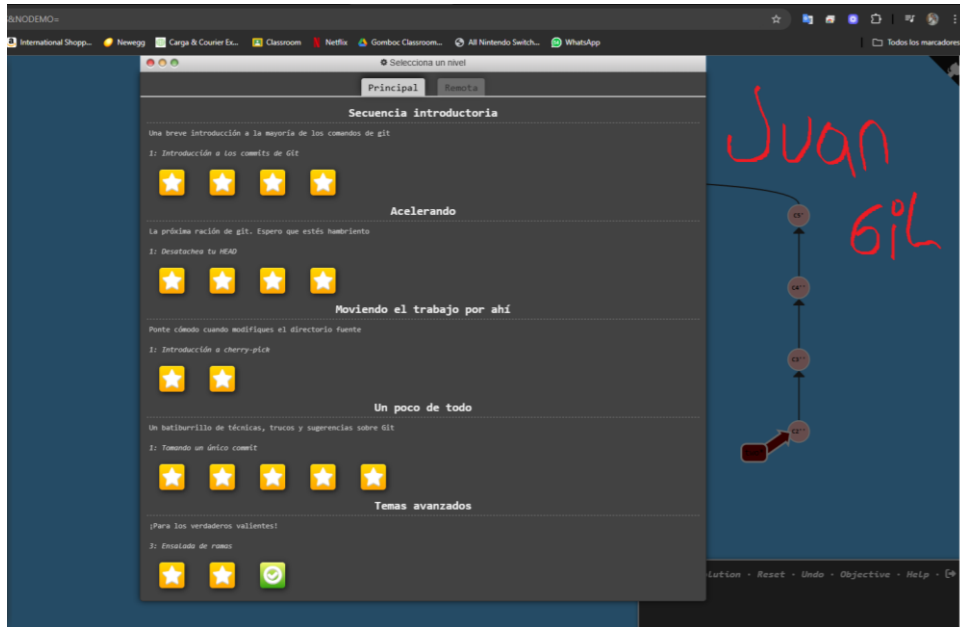 &NODEMO=
International Shopp... Newegg Carga & Courier Ex... Classroom Netflix Gomboc Classroom... All Nintendo Switch... WhatsApp Todos los marcadores
Selecciona un nivel
Principal Remota
Secuencia introductoria
Una breve introducción a la mayoría de los comandos de git
1: Introducción a los commits de Git
Acelerando
La próxima ración de git. Espero que estés hambriento
1: Desatachea tu HEAD
Moviendo el trabajo por ahí
Ponte cómodo cuando modifiques el directorio fuente
1: Introducción a cherry-pick
Un poco de todo
Un batiburrillo de técnicas, trucos y sugerencias sobre Git
1: Tomando un único commit
Temas avanzados
¡Para los verdaderos valientes!
3: Ensalada de ramas
Juan
Gil
lution · Reset · Undo · Objective · Help ·